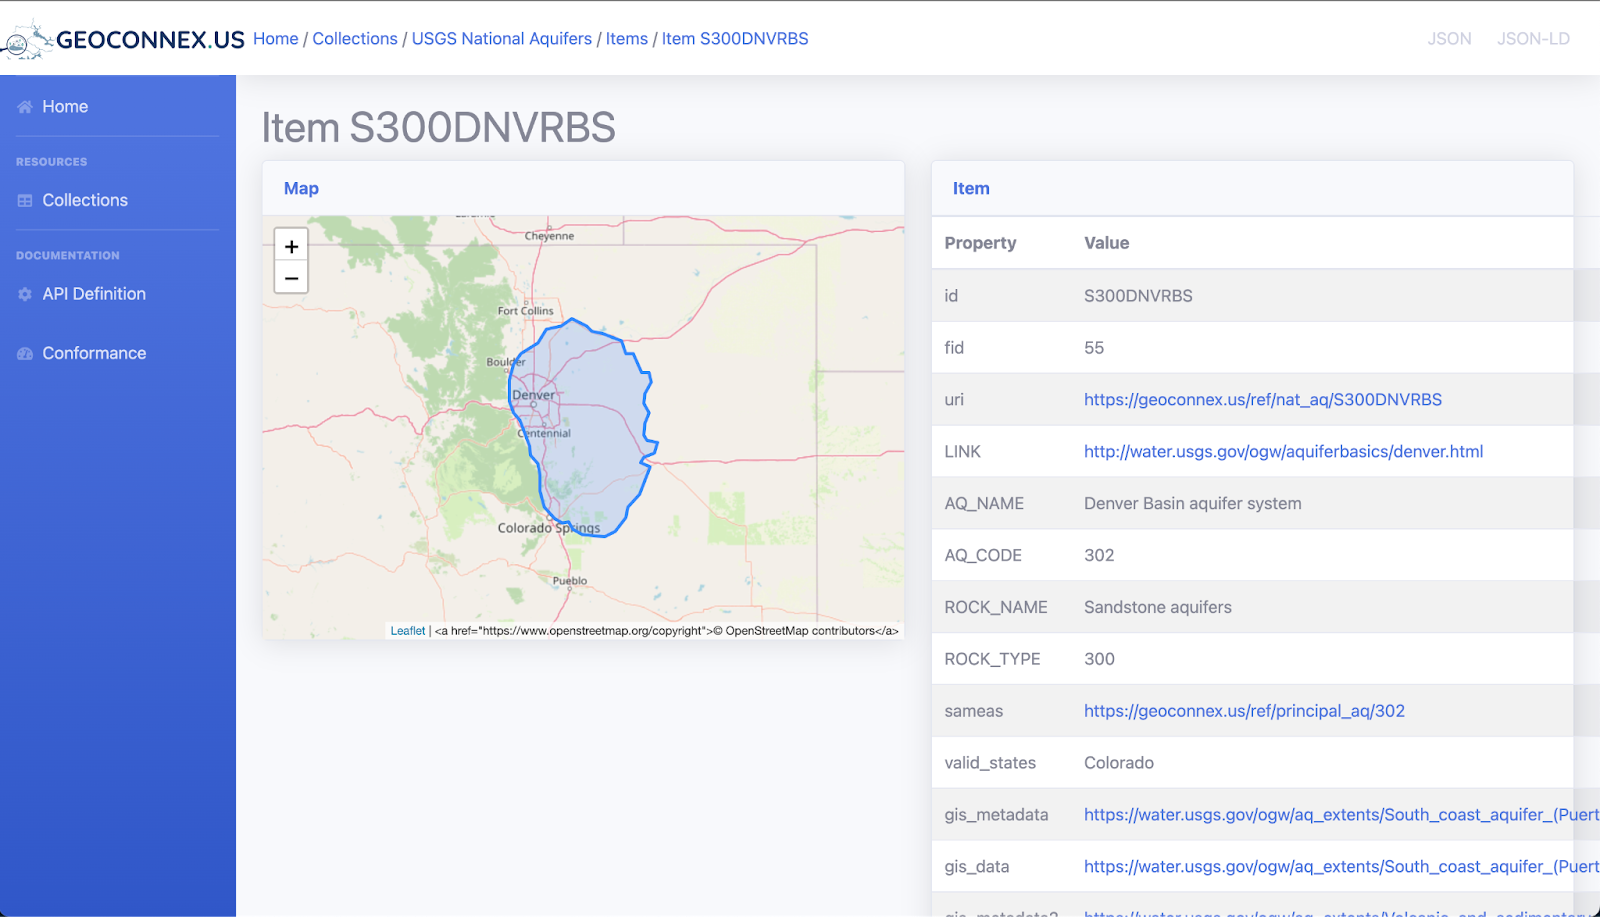 GEOCONNEX.US
Home / Collections / USGS National Aquifers / Items / Item S300DNVRBS
JSON
JSON-LD
Home
RESOURCES
Collections
DOCUMENTATION
API Definition
Conformance
Item S300DNVRBS
Map
+
−
Cheyenne
Fort Collins
Boulder
Denver
Centennial
Colorado Springs
Pueblo
Leaflet | <a href="https://www.openstreetmap.org/copyright">© OpenStreetMap contributors</a>
Item
Property Value
id S300DNVRBS
fid 55
uri https://geoconnex.us/ref/nat_aq/S300DNVRBS
LINK http://water.usgs.gov/ogw/aquiferbasics/denver.html
AQ_NAME Denver Basin aquifer system
AQ_CODE 302
ROCK_NAME Sandstone aquifers
ROCK_TYPE 300
sameas https://geoconnex.us/ref/principal_aq/302
valid_states Colorado
gis_metadata https://water.usgs.gov/ogw/aq_extents/South_coast_aquifer_(Puert
gis_data https://water.usgs.gov/ogw/aq_extents/South_coast_aquifer_(Puert